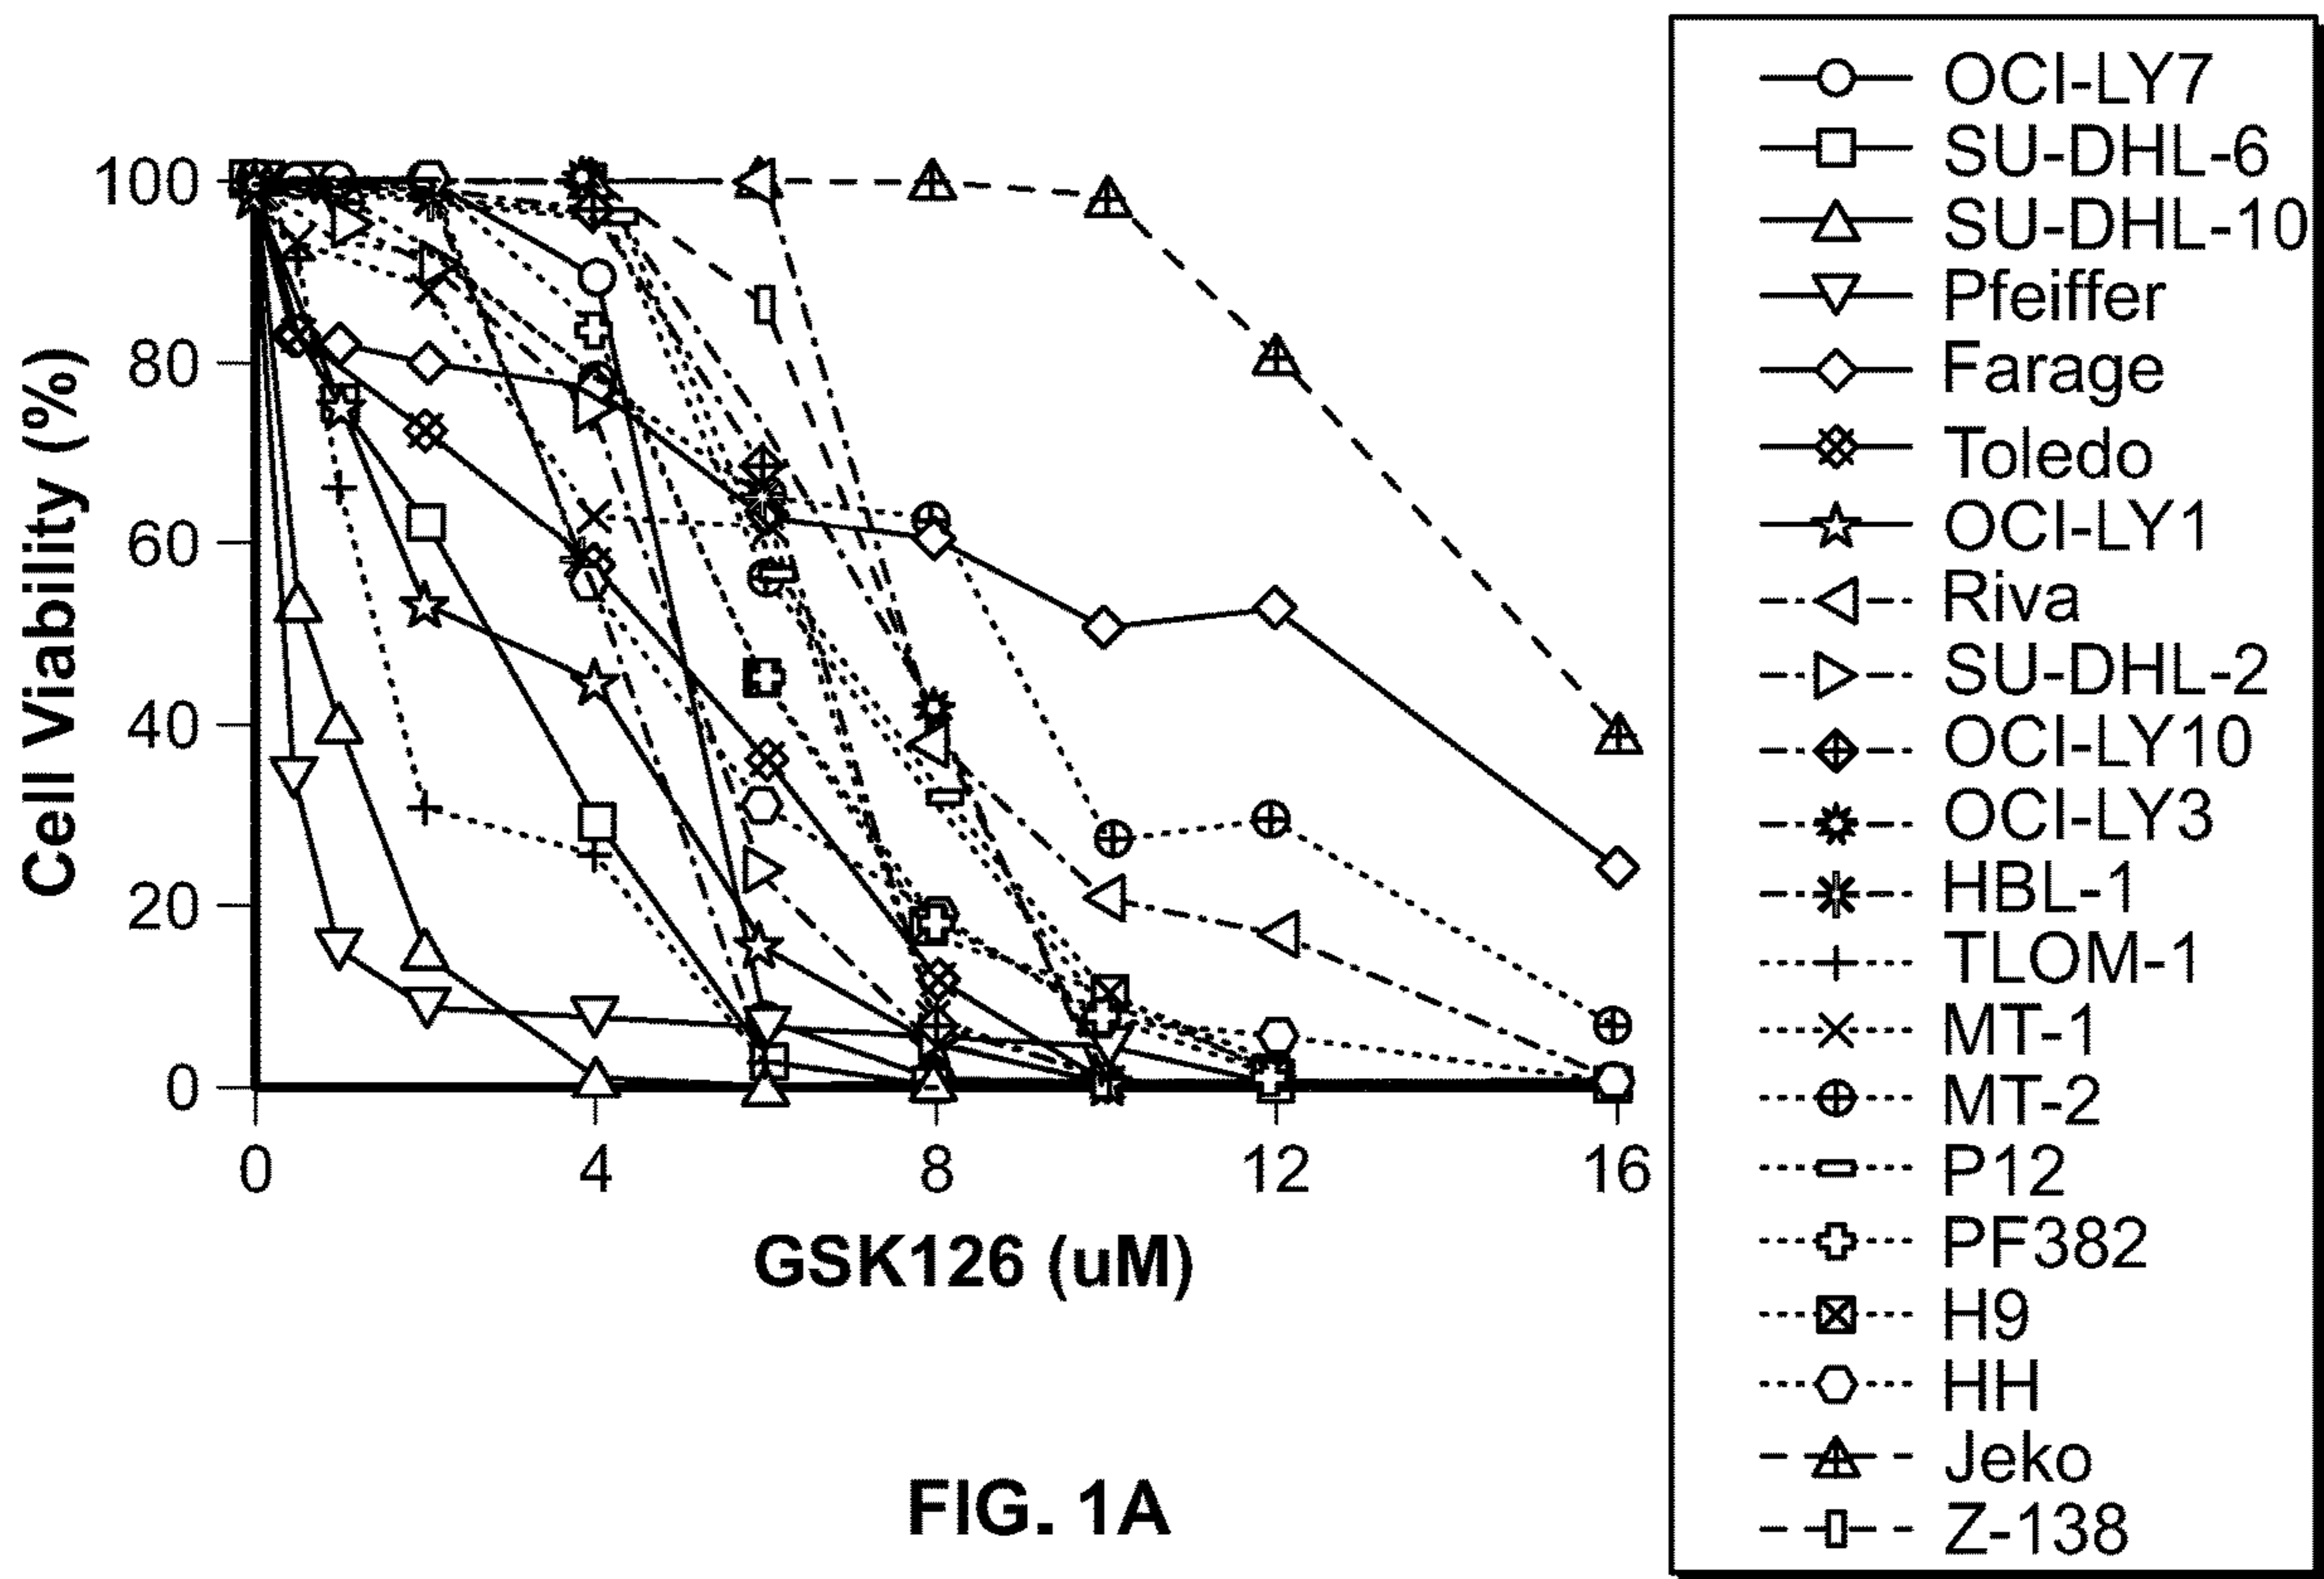 Cell Viability (%)
100
80
60
40
20
0
0 4 8 12 16
GSK126 (uM)
OCI-LY7
SU-DHL-6
SU-DHL-10
Pfeiffer
Farage
Toledo
OCI-LY1
Riva
SU-DHL-2
OCI-LY10
OCI-LY3
HBL-1
TLOM-1
MT-1
MT-2
P12
PF382
H9
HH
Jeko
Z-138
FIG. 1A